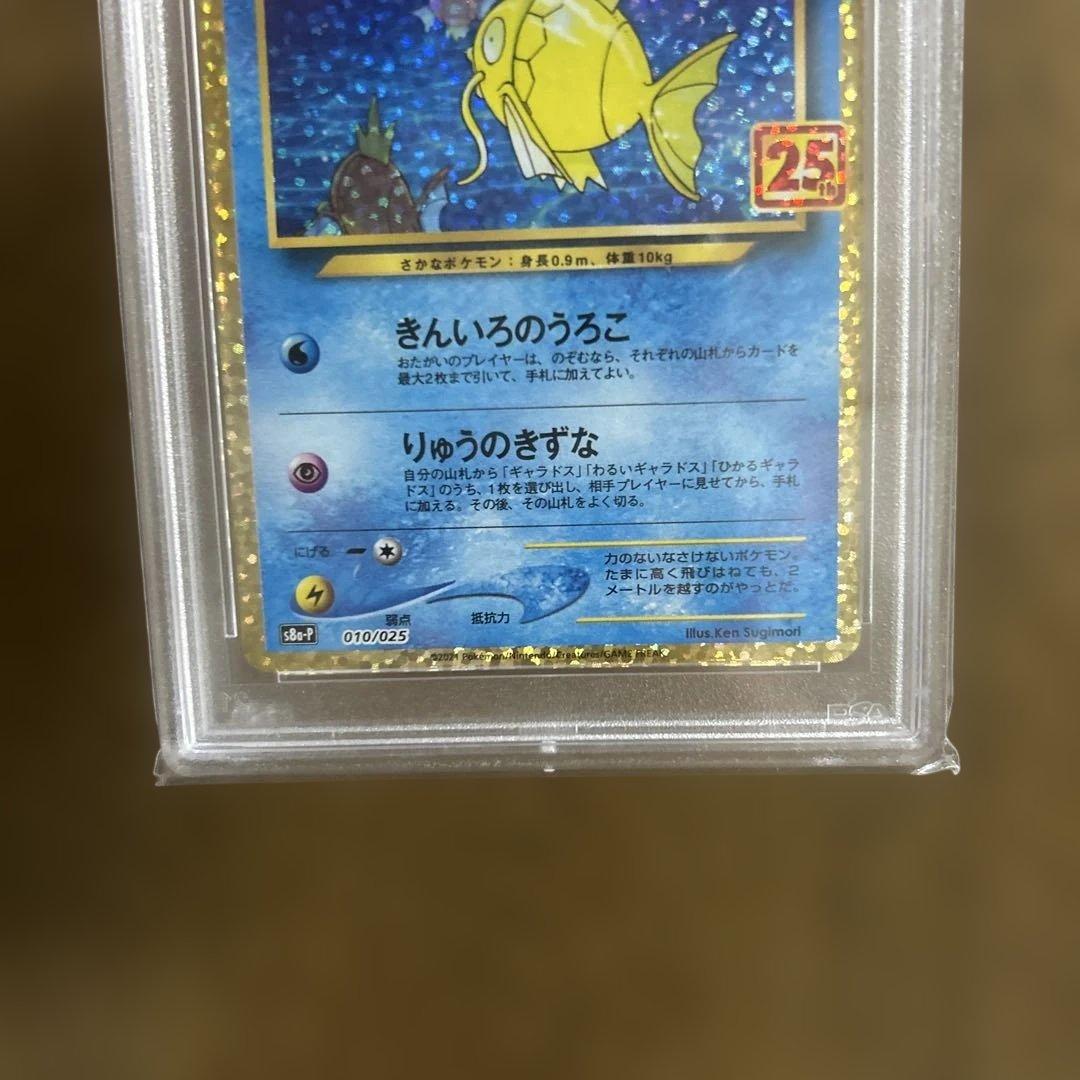 25th
さかなポケモン：身長0.9m、体重10kg
きんいろのうろこ
おたがいのプレイヤーは、のぞむなら、それぞれの山札からカードを
最大2枚まで引いて、手札に加えてよい。
りゅうのきずな
自分の山札から「ギャラドス」「わるいギャラドス」「ひかるギャラ
ドス」のうち、1枚を選び出し、相手プレイヤーに見せてから、手札
に加える。その後、その山札をよく切る。
にげる
力のないなさけないポケモン。
たまに高く飛びはねても、2
メートルを越すのがやっとだ。
弱点
抵抗力
s8a-P
010/025
Illus.Ken Sugimori
©2021 Pokémon/Nintendo/Creatures/GAME FREAK.
PSA